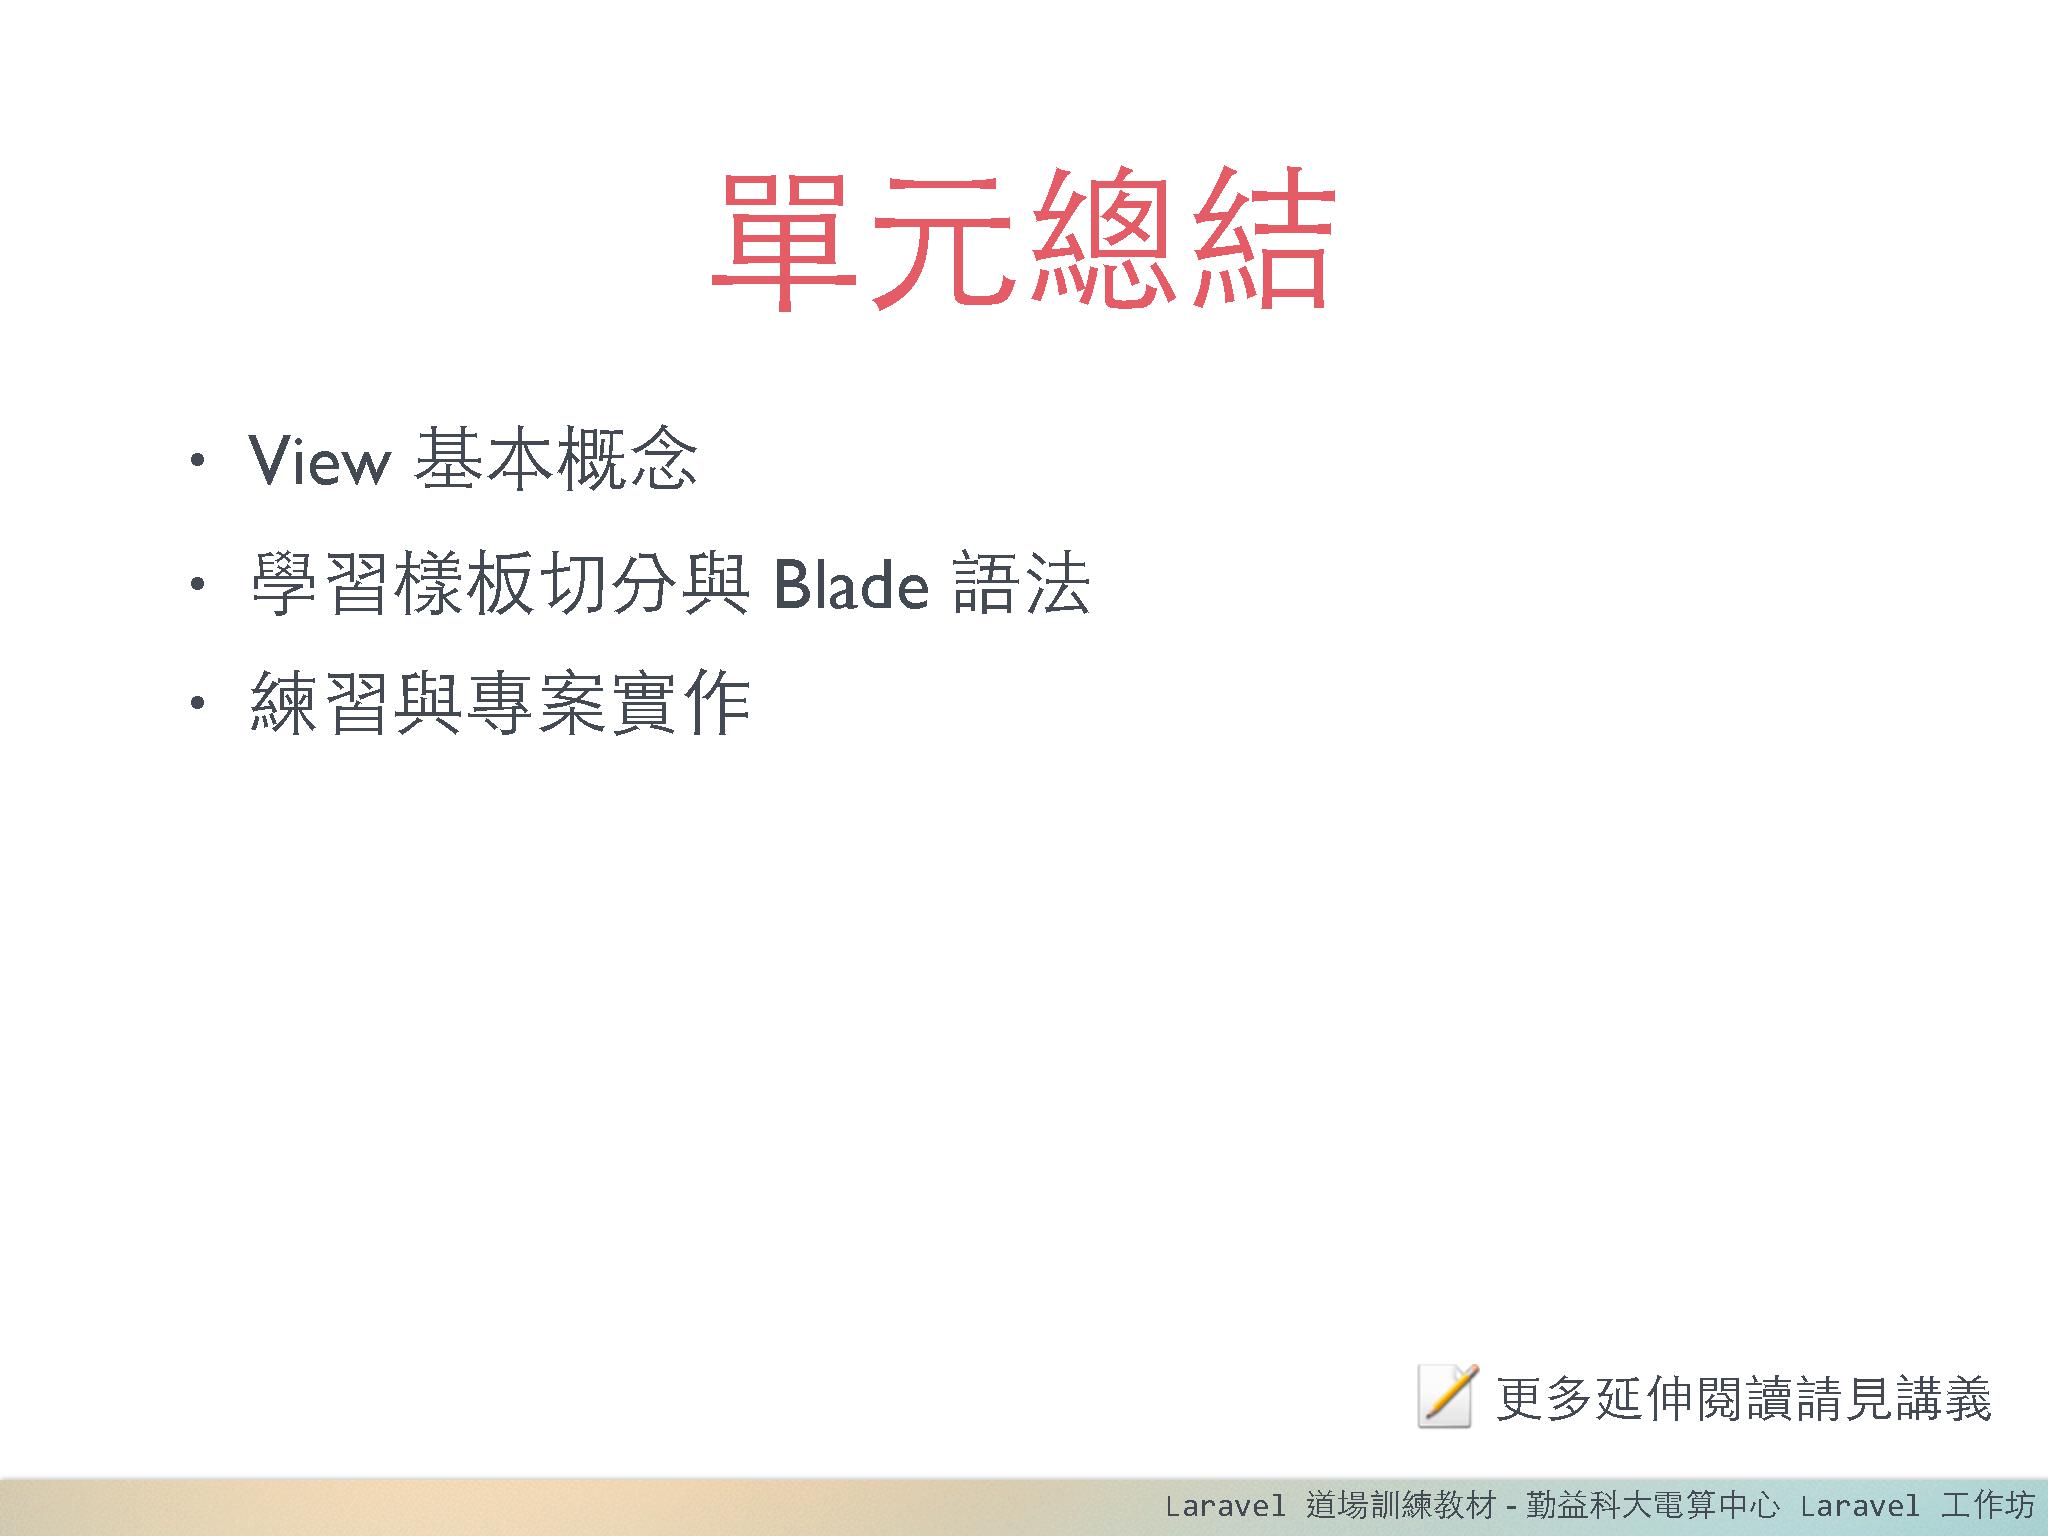 單元總結
• View 基本概念
• 學習樣板切分與 Blade 語法
• 練習與專案實作
更多延伸閱讀請見講義
Laravel 道場訓練教材 - 勤益科大電算中心 Laravel 工作坊